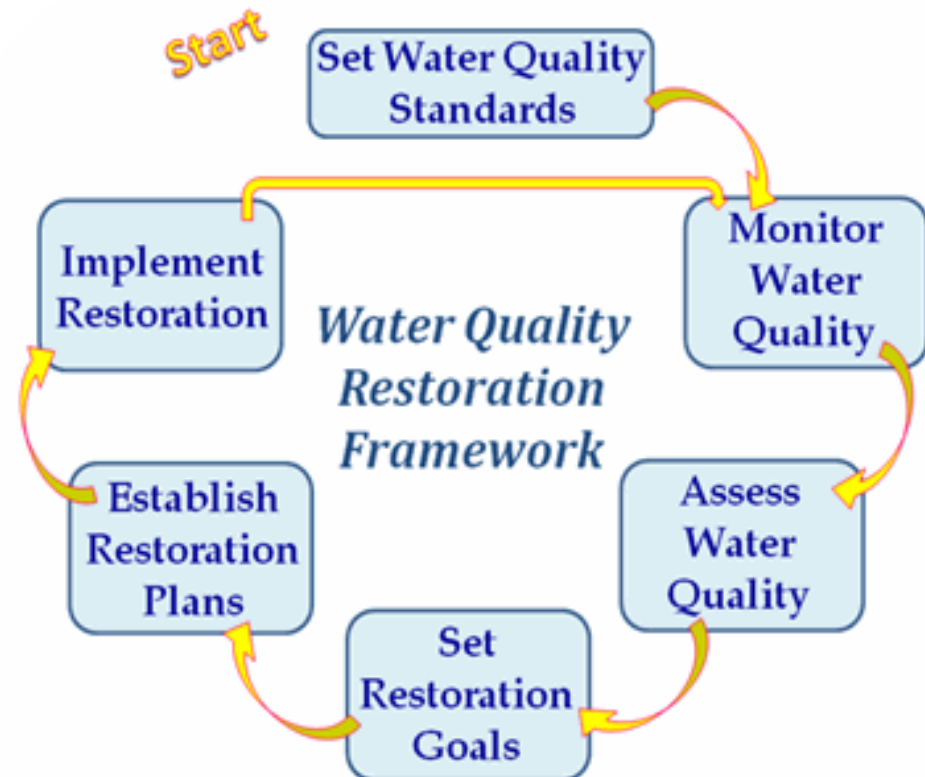 Start
Set Water Quality
Standards
Monitor
Water
Quality
Assess
Water
Quality
Set
Restoration
Goals
Establish
Restoration
Plans
Implement
Restoration
Water Quality
Restoration
Framework